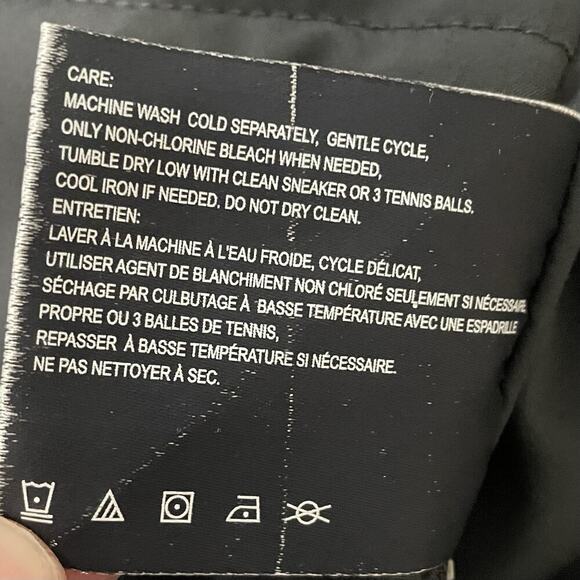 CARE:
MACHINE WASH COLD SEPARATELY, GENTLE CYCLE,
ONLY NON-CHLORINE BLEACH WHEN NEEDED,
TUMBLE DRY LOW WITH CLEAN SNEAKER OR 3 TENNIS BALLS.
COOL IRON IF NEEDED. DO NOT DRY CLEAN.
ENTRETIEN:
LAVER À LA MACHINE À L'EAU FROIDE, CYCLE DÉLICAT,
UTILISER AGENT DE BLANCHIMENT NON CHLORÉ SEULEMENT SI NÉCESSAIRE
SÉCHAGE PAR CULBUTAGE À BASSE TEMPÉRATURE AVEC UNE ESPADRILLE
PROPRE OU 3 BALLES DE TENNIS,
REPASSER À BASSE TEMPÉRATURE SI NÉCESSAIRE.
NE PAS NETTOYER À SEC.